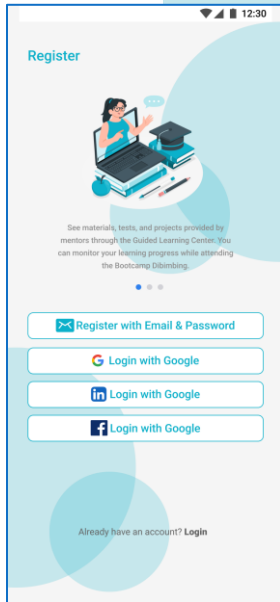 12:30
Register
See materials, tests, and projects provided by
mentors through the Guided Learning Center. You
can monitor your learning progress while attending
the Bootcamp Dibimbing.
Register with Email & Password
G Login with Google
in Login with Google
f Login with Google
Already have an account? Login